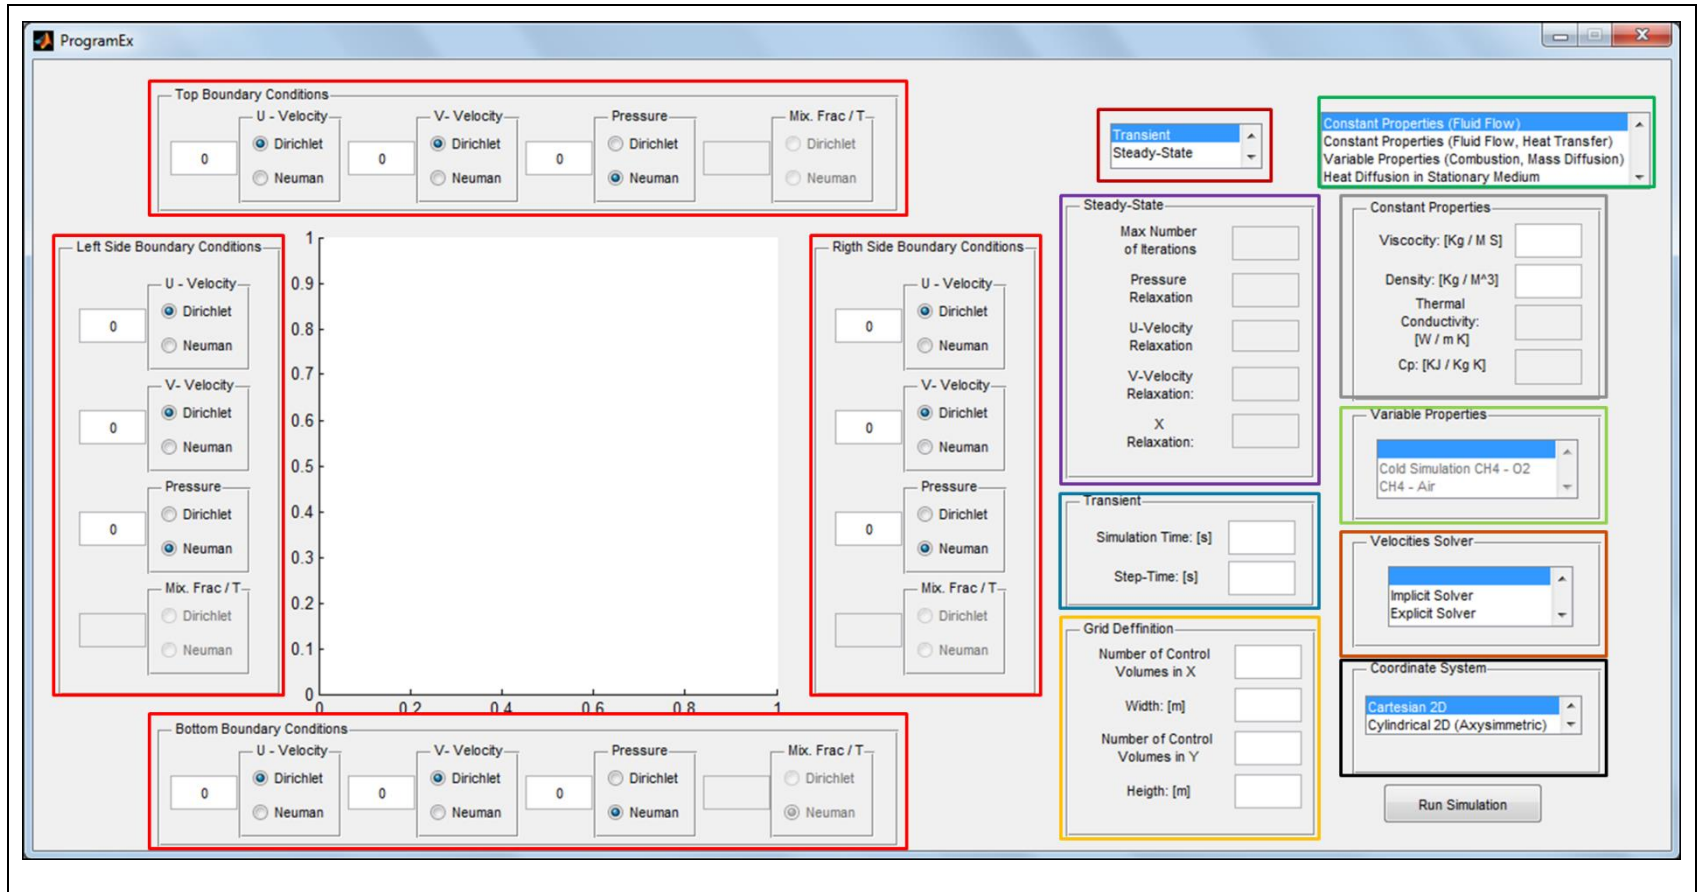 ProgramEx
Top Boundary Conditions
U - Velocity
V- Velocity
Pressure
Mix. Frac / T
0 Dirichlet 0 Dirichlet 0 Dirichlet Dirichlet
Neuman Neuman Neuman Neuman
Left Side Boundary Conditions
U - Velocity
0
Dirichlet
Neuman
V- Velocity
0
Dirichlet
Neuman
Pressure
0
Dirichlet
Neuman
Mix. Frac / T
Dirichlet
Neuman
1
0.9
0.8
0.7
0.6
0.5
0.4
0.3
0.2
0.1
0
0 0.2 0.4 0.6 0.8 1
Rigth Side Boundary Conditions
U - Velocity
0
Dirichlet
Neuman
V- Velocity
0
Dirichlet
Neuman
Pressure
0
Dirichlet
Neuman
Mix. Frac / T
Dirichlet
Neuman
Bottom Boundary Conditions
U - Velocity
V- Velocity
Pressure
Mix. Frac / T
0 Dirichlet 0 Dirichlet 0 Dirichlet Dirichlet
Neuman Neuman Neuman Neuman
Transient
Steady-State
Constant Properties (Fluid Flow)
Constant Properties (Fluid Flow, Heat Transfer)
Variable Properties (Combustion, Mass Diffusion)
Heat Diffusion in Stationary Medium
Steady-State
Max Number
of Iterations
Pressure
Relaxation
U-Velocity
Relaxation
V-Velocity
Relaxation:
X
Relaxation:
Transient
Simulation Time: [s]
Step-Time: [s]
Grid Deffinition
Number of Control
Volumes in X
Width: [m]
Number of Control
Volumes in Y
Heigth: [m]
Constant Properties
Viscocity: [Kg / M S]
Density: [Kg / M^3]
Thermal
Conductivity:
[W / m K]
Cp: [KJ / Kg K]
Variable Properties
Cold Simulation CH4 - O2
CH4 - Air
Velocities Solver
Implicit Solver
Explicit Solver
Coordinate System
Cartesian 2D
Cylindrical 2D (Axysimmetric)
Run Simulation